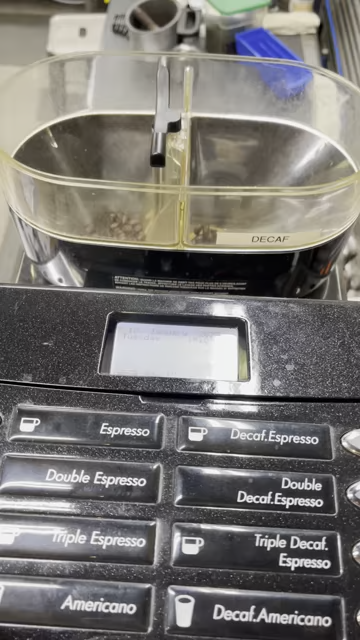 DECAF
Espresso
Decaf.Espresso
Double Espresso
Double
Decaf.Espresso
Triple Espresso
Triple Decaf.
Espresso
Americano
Decaf.Americano